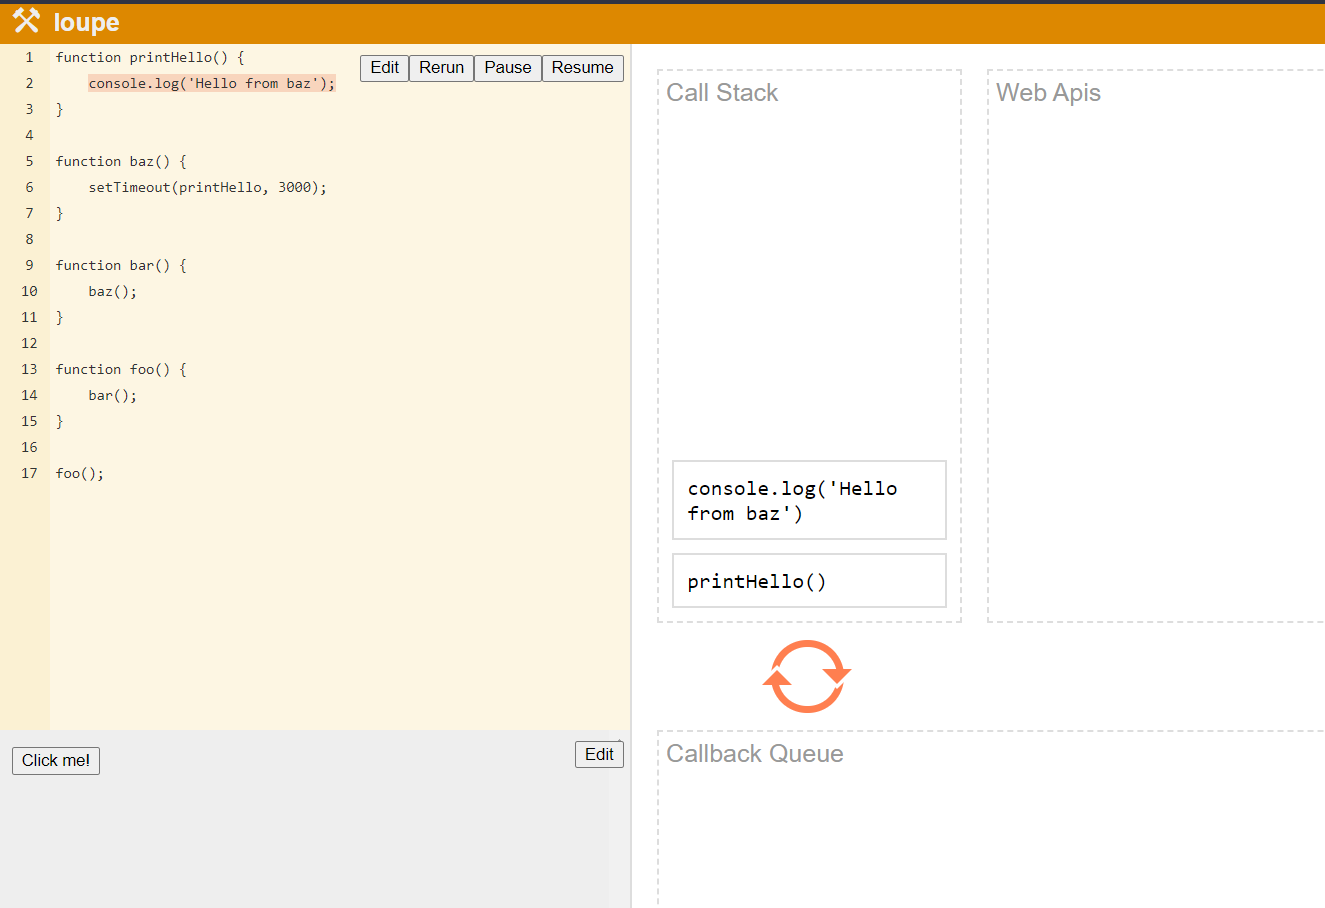 loupe
Edit Rerun Pause Resume
1 function printHello() {
2     console.log('Hello from baz');
3 }
4
5 function baz() {
6     setTimeout(printHello, 3000);
7 }
8
9 function bar() {
10     baz();
11 }
12
13 function foo() {
14     bar();
15 }
16
17 foo();
Click me!
Edit
Call Stack
console.log('Hello
from baz')
printHello()
Web Apis
Callback Queue